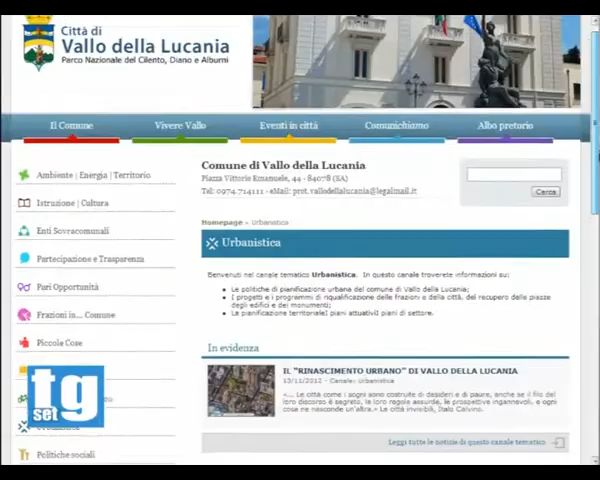 Città di
Vallo della Lucania
Parco Nazionale del Cilento, Diano e Alburni
Il Comune
Vivere Vallo
Eventi in città
Comunichiamo
Albo pretorio
Ambiente | Energia | Territorio
Istruzione | Cultura
Enti Sovracomunali
Partecipazione e Trasparenza
Pari Opportunità
Frazioni in... Comune
Piccole Cose
Politiche sociali
tg
set
Comune di Vallo della Lucania
Piazza Vittorio Emanuele, 44 - 84078 (SA)
Tel: 0974.714111 - eMail: prot.vallodellalucania@legalmail.it
Cerca
Homepage » Urbanistica
Urbanistica
Benvenuti nel canale tematico Urbanistica. In questo canale troverete informazioni su:
Le politiche di pianificazione urbana del comune di Vallo della Lucania;
I progetti e i programmi di riqualificazione delle frazioni e della città, del recupero delle piazze
degli edifici e dei monumenti;
La pianificazione territoriale| piani attuativi| piani di settore.
In evidenza
IL "RINASCIMENTO URBANO" DI VALLO DELLA LUCANIA
13/11/2012 - Canale: Urbanistica
«... Le città come i sogni sono costruite di desideri e di paure, anche se il filo del
loro discorso è segreto, le loro regole assurde, le prospettive ingannevoli, e ogni
cosa ne nasconde un'altra.» Le città invisibili, Italo Calvino.
Leggi tutte le notizie di questo canale tematico